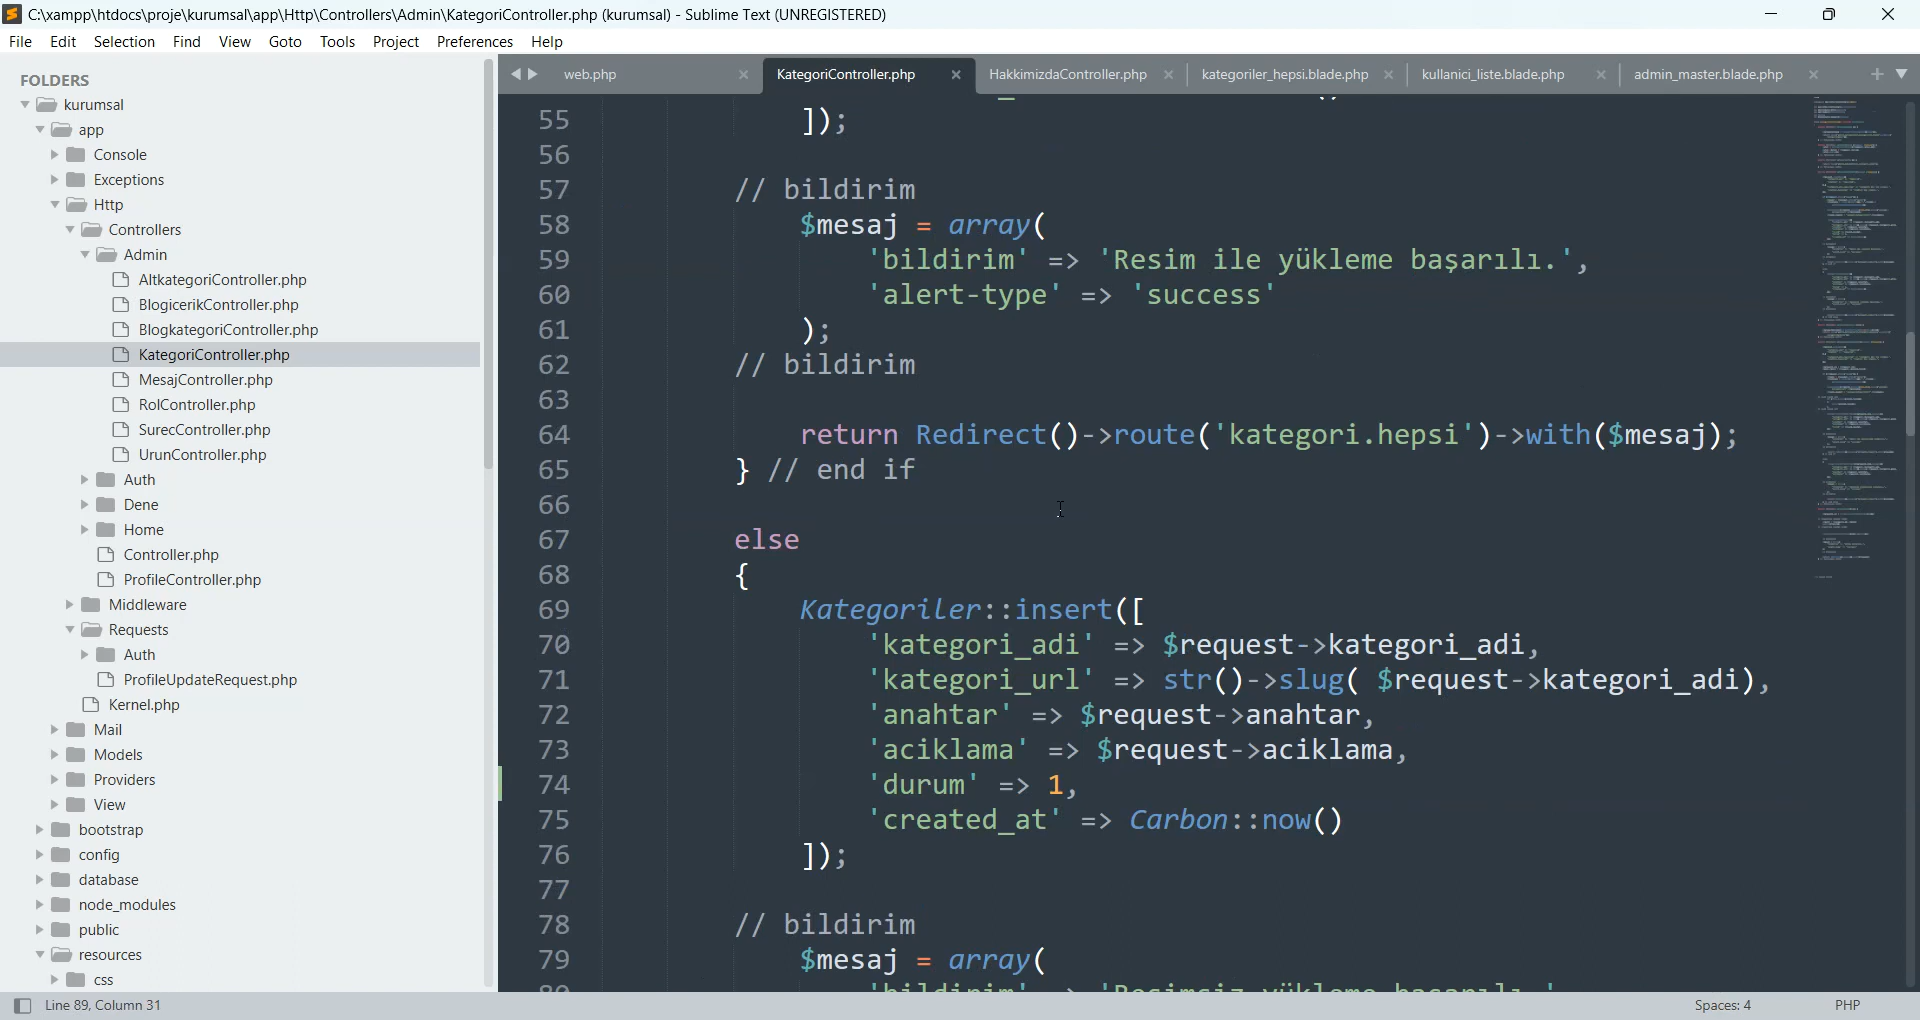 C:\xampp\htdocs\proje\kurumsal\app\Http\Controllers\Admin\KategoriController.php (kurumsal) - Sublime Text (UNREGISTERED)
File Edit Selection Find View Goto Tools Project Preferences Help
FOLDERS
kurumsal
app
Console
Exceptions
Http
Controllers
Admin
AltkategoriController.php
BlogicerikController.php
BlogkategoriController.php
KategoriController.php
MesajController.php
RolController.php
SurecController.php
UrunController.php
Auth
Dene
Home
Controller.php
ProfileController.php
Middleware
Requests
Auth
ProfileUpdateRequest.php
Kernel.php
Mail
Models
Providers
View
bootstrap
config
database
node_modules
public
resources
css
web.php KategoriController.php HakkimizdaController.php kategoriler_hepsi.blade.php kullanici_liste.blade.php admin_master.blade.php
55 ]);
56
57 // bildirim
58 $mesaj = array(
59 'bildirim' => 'Resim ile yükleme başarılı.',
60 'alert-type' => 'success'
61 );
62 // bildirim
63
64 return Redirect()->route('kategori.hepsi')->with($mesaj);
65 } // end if
66
67 else
68 {
69 Kategoriler::insert([
70 'kategori_adi' => $request->kategori_adi,
71 'kategori_url' => str()->slug( $request->kategori_adi),
72 'anahtar' => $request->anahtar,
73 'aciklama' => $request->aciklama,
74 'durum' => 1,
75 'created_at' => Carbon::now()
76 ]);
77
78 // bildirim
79 $mesaj = array(
80 'bildirim' => 'Resimsiz yükleme başarılı.'
Line 89, Column 31
Spaces: 4
PHP